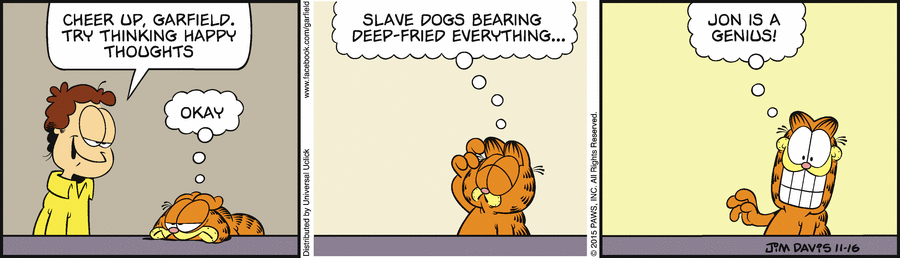 CHEER UP, GARFIELD.
TRY THINKING HAPPY
THOUGHTS
OKAY
www.facebook.com/garfield
Distributed by Universal Uclick
SLAVE DOGS BEARING
DEEP-FRIED EVERYTHING...
© 2015 PAWS, INC. All Rights Reserved.
JON IS A
GENIUS!
JIM DAVIS 11-16